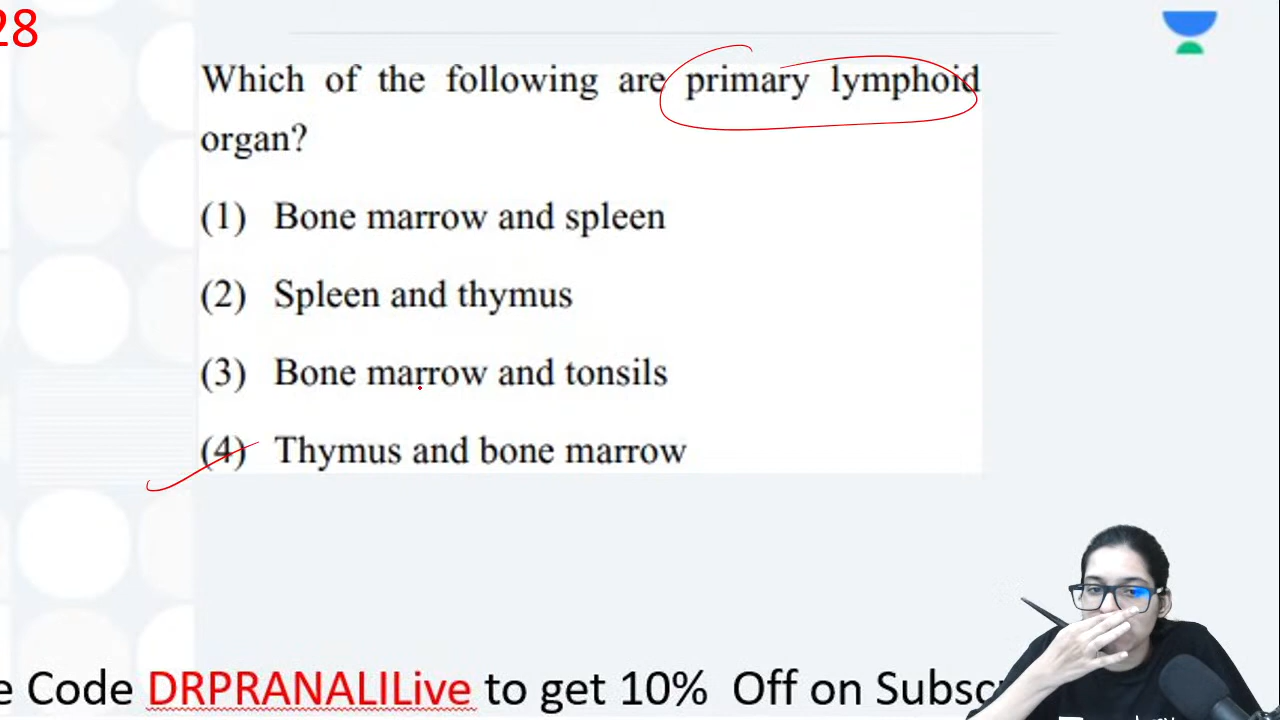 28
Which of the following are primary lymphoid
organ?
(1) Bone marrow and spleen
(2) Spleen and thymus
(3) Bone marrow and tonsils
(4) Thymus and bone marrow
e Code DRPRANALILive to get 10% Off on Subsc